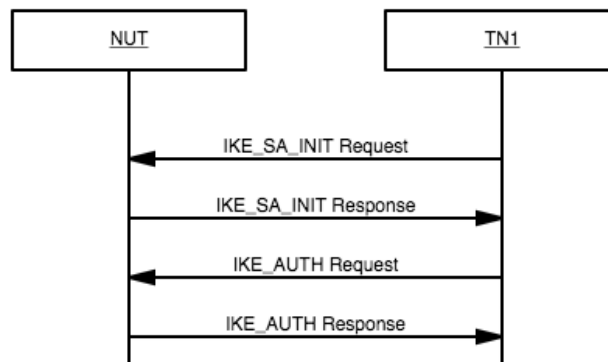 NUT
TN1
IKE_SA_INIT Request
IKE_SA_INIT Response
IKE_AUTH Request
IKE_AUTH Response